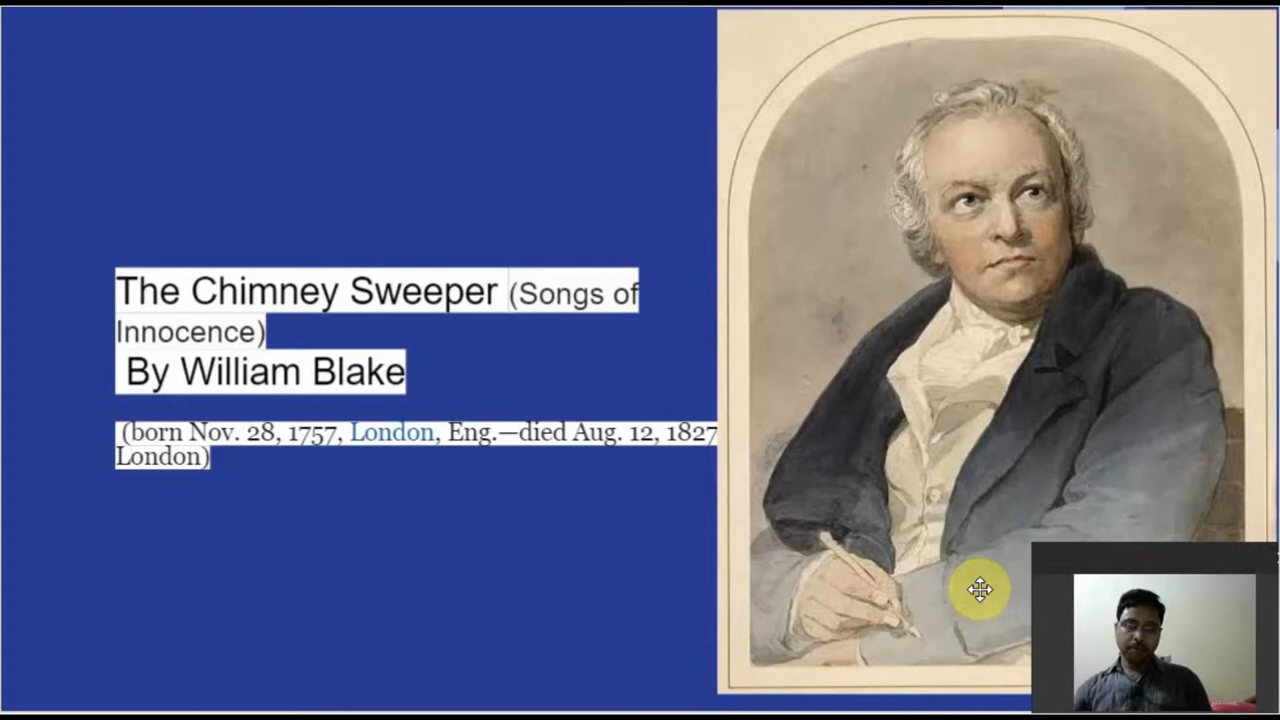 The Chimney Sweeper (Songs of
Innocence)
By William Blake
(born Nov. 28, 1757, London, Eng.—died Aug. 12, 1827
London)